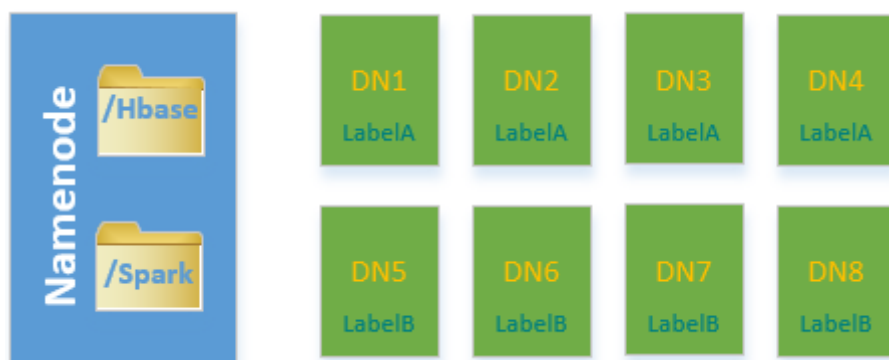 Namenode
/Hbase
/Spark
DN1
LabelA
DN2
LabelA
DN3
LabelA
DN4
LabelA
DN5
LabelB
DN6
LabelB
DN7
LabelB
DN8
LabelB